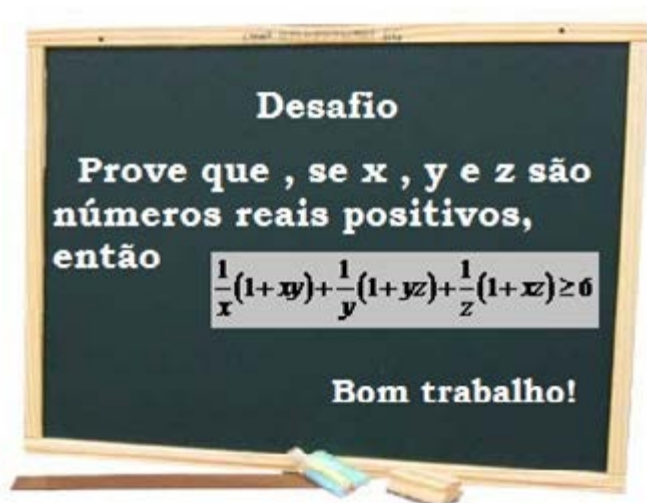 Desafio
Prove que , se x , y e z são
números reais positivos,
então
1/x(1+xy)+1/y(1+yz)+1/z(1+xz)≥6
Bom trabalho!